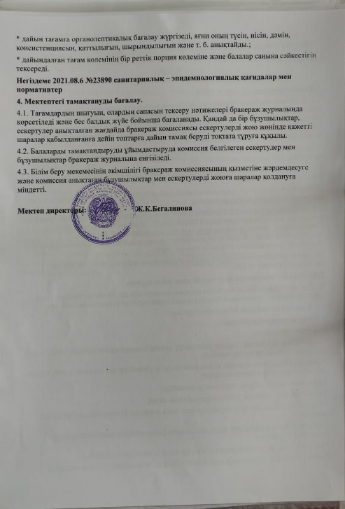 * дайын тағамға органолептикалық бағалау жүргізеді, яғни оның түсін, иісін, дәмін,
консистенциясын, қаттылығын, шырындылығын және т. б. анықтайды.;
* дайындалған тағам көлемінің бір реттік порция көлеміне және балалар санына сәйкестігін
тексереді.
Негіздеме 2021.08.6 №23890 санитариялық – эпидемиологиялық қағидалар мен
нормативтер
4. Мектептегі тамақтануды бағалау.
4.1. Тағамдардың шығуын, олардың сапасын тексеру нәтижелері бракераж журналында
көрсетіледі және бес балдық жүйе бойынша бағаланады. Қандай да бір бұзушылықтар,
ескертулер анықталған жағдайда бракераж комиссиясы ескертулерді жою жөнінде қажетті
шаралар қабылданғанға дейін топтарға дайын тамақ беруді тоқтата тұруға құқылы.
4.2. Балаларды тамақтандыруды ұйымдастыруда комиссия белгілеген ескертулер мен
бұзушылықтар бракераж журналына енгізіледі.
4.3. Білім беру мекемесінің әкімшілігі бракераж комиссиясының қызметіне жәрдемдесуге
және комиссия анықтаған бұзушылықтар мен ескертулерді жоюға шаралар қолдануға
міндетті.
Мектеп директоры: Ж.К.Бегалинова